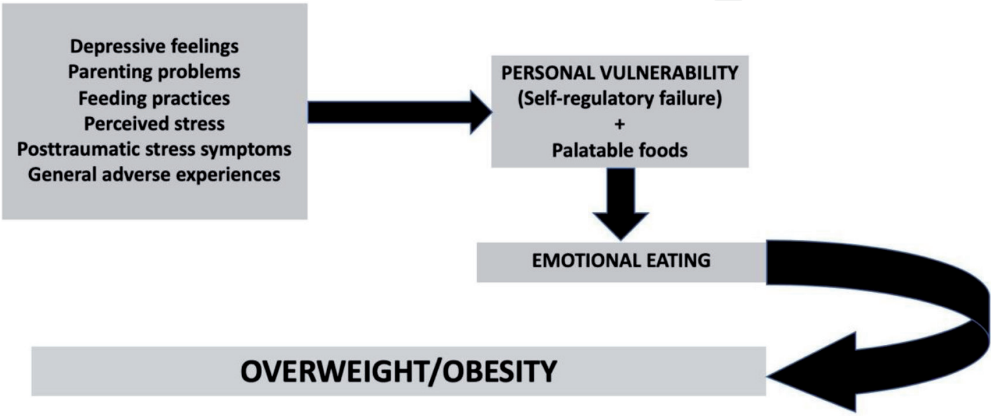 Depressive feelings
Parenting problems
Feeding practices
Perceived stress
Posttraumatic stress symptoms
General adverse experiences
PERSONAL VULNERABILITY
(Self-regulatory failure)
+
Palatable foods
EMOTIONAL EATING
OVERWEIGHT/OBESITY